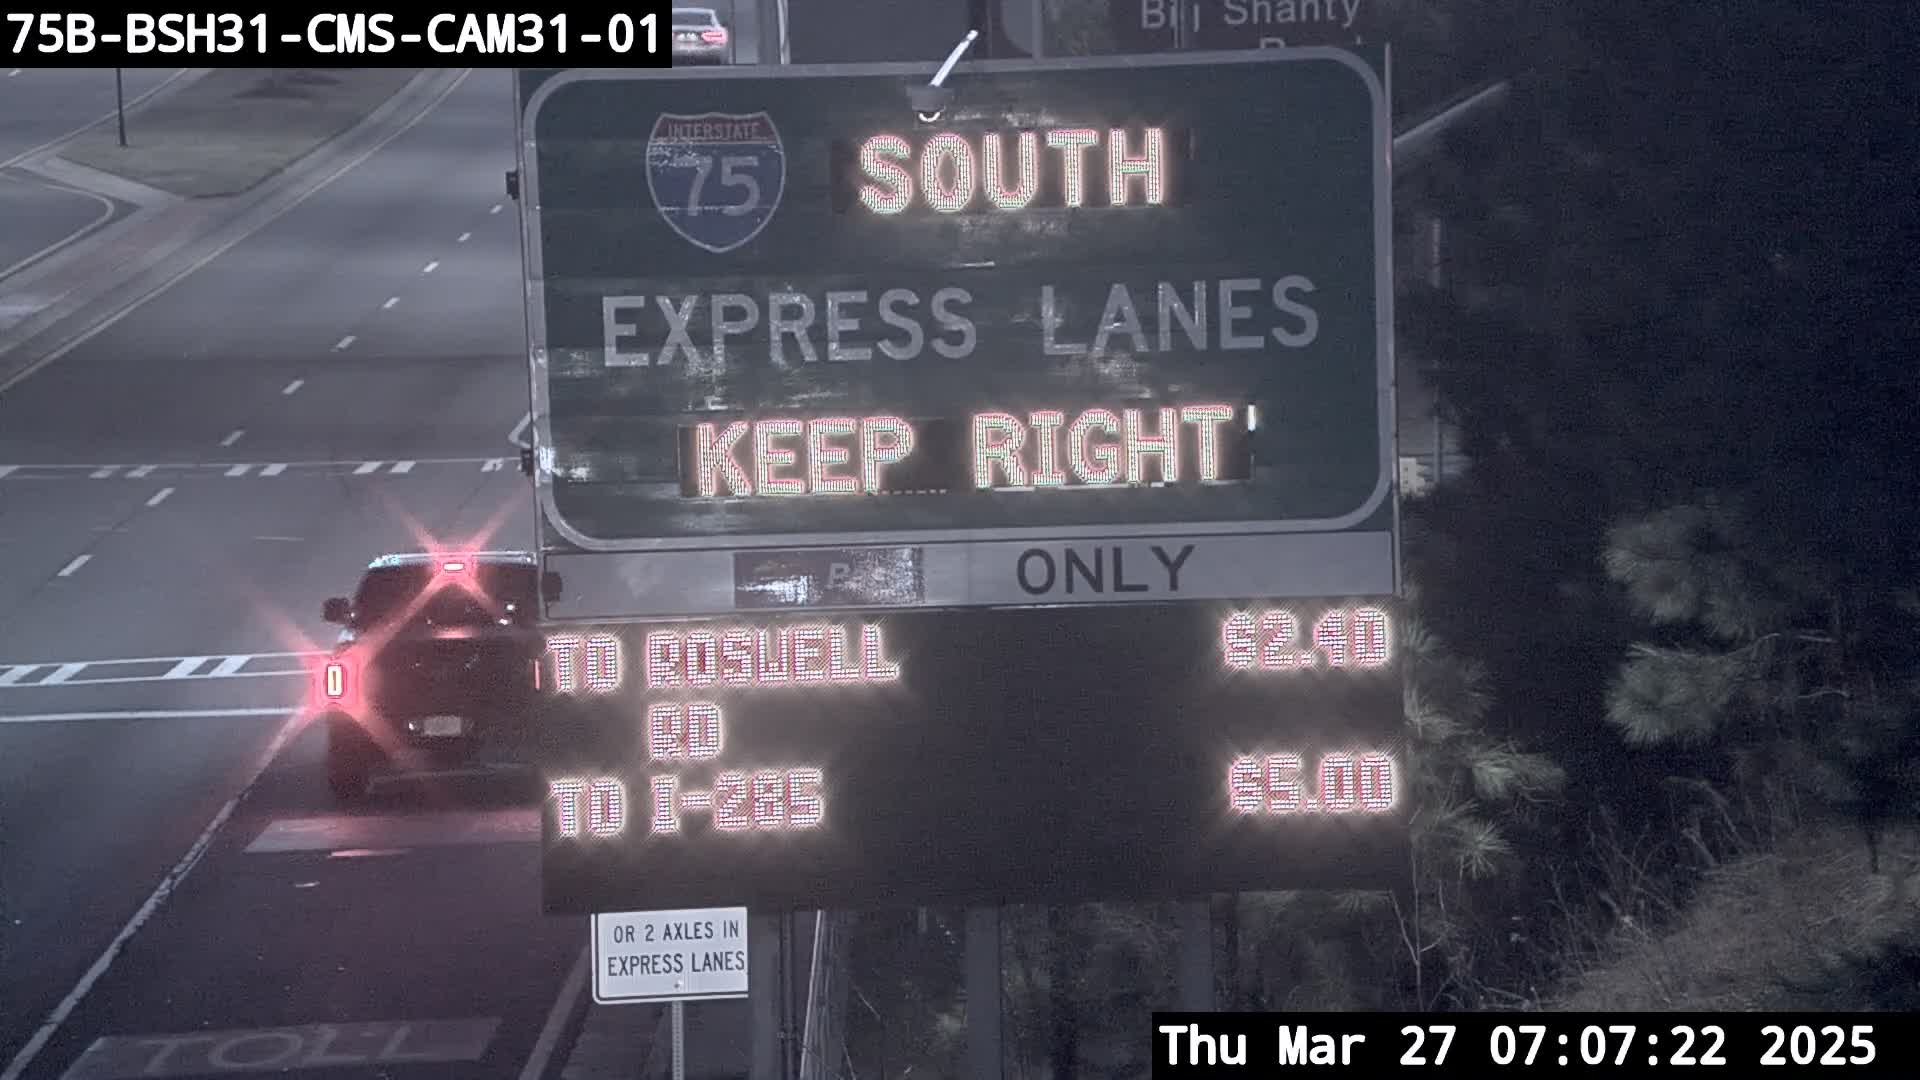 75B-BSH31-CMS-CAM31-01
Shanty
INTERSTATE
75
SOUTH
EXPRESS LANES
KEEP RIGHT
ONLY
TO ROSWELL $2.40
RD
TO I-285 $5.00
OR 2 AXLES IN
EXPRESS LANES
TOLL
Thu Mar 27 07:07:22 2025